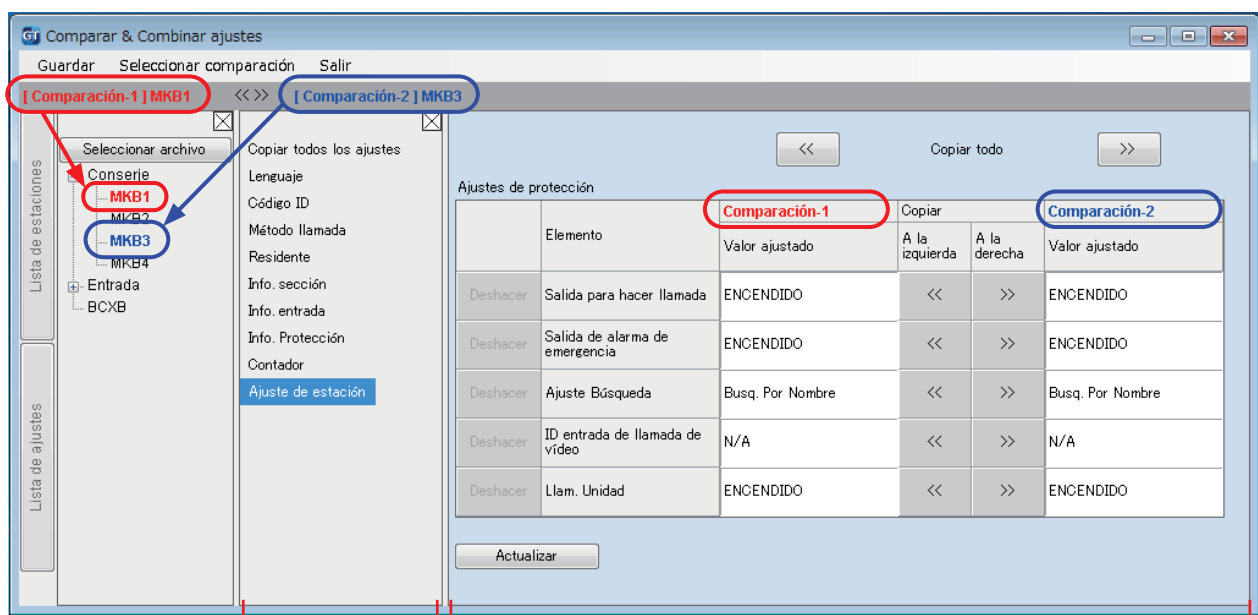 GT Comparar & Combinar ajustes
Guardar Seleccionar comparación Salir
[ Comparación-1 ] MKB1 << >> [ Comparación-2 ] MKB3
Lista de estaciones
Lista de ajustes
Seleccionar archivo
Conserje
MKB1
MKB2
MKB3
MKB4
Entrada
BCXB
Copiar todos los ajustes
Lenguaje
Código ID
Método llamada
Residente
Info. sección
Info. entrada
Info. Protección
Contador
Ajuste de estación
<< Copiar todo >>
Ajustes de protección
Elemento
Comparación-1 Copiar Comparación-2
Valor ajustado A la izquierda A la derecha Valor ajustado
Deshacer Salida para hacer llamada ENCENDIDO << >> ENCENDIDO
Deshacer Salida de alarma de emergencia ENCENDIDO << >> ENCENDIDO
Deshacer Ajuste Búsqueda Busq. Por Nombre << >> Busq. Por Nombre
Deshacer ID entrada de llamada de vídeo N/A << >> N/A
Deshacer Llam. Unidad ENCENDIDO << >> ENCENDIDO
Actualizar